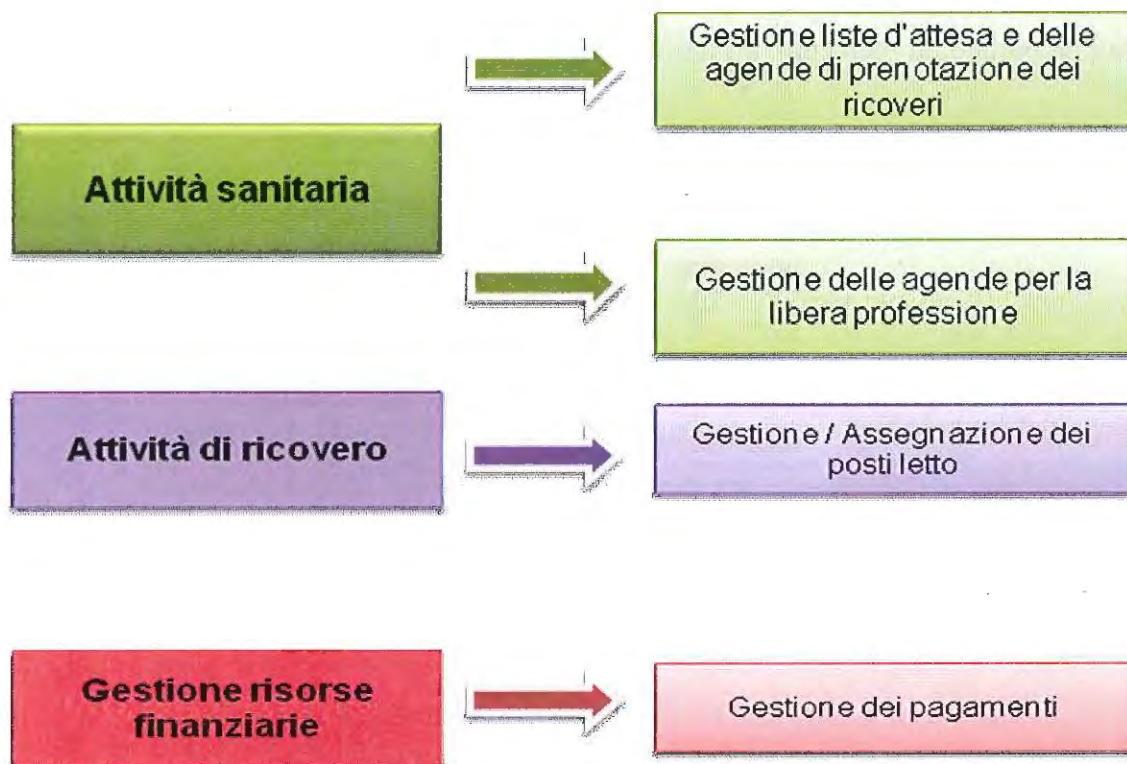 Gestione liste d'attesa e delle
agende di prenotazione dei
ricoveri
Attività sanitaria
Gestione delle agende per la
libera professione
Attività di ricovero
Gestione / Assegnazione dei
posti letto
Gestione risorse
finanziarie
Gestione dei pagamenti